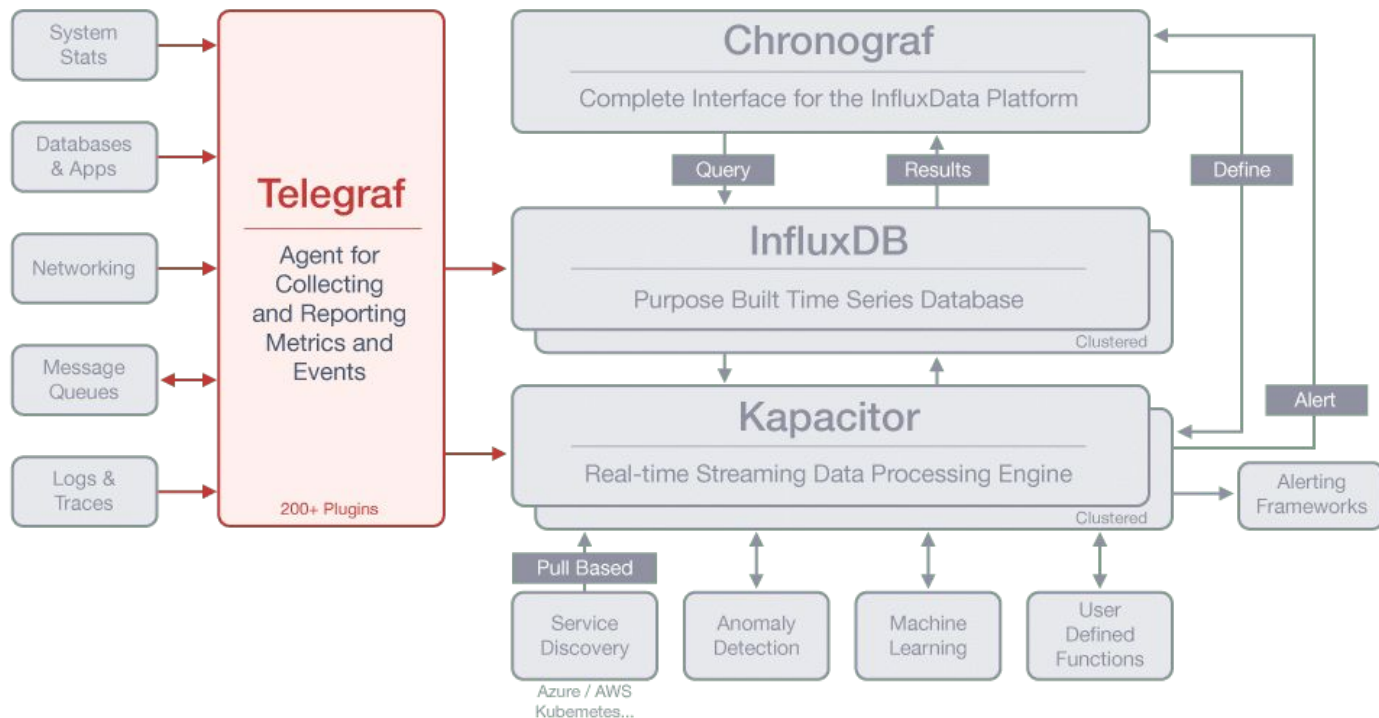 System
Stats
Databases
& Apps
Networking
Message
Queues
Logs &
Traces
Telegraf
Agent for
Collecting
and Reporting
Metrics and
Events
200+ Plugins
Chronograf
Complete Interface for the InfluxData Platform
Query
Results
Define
InfluxDB
Purpose Built Time Series Database
Clustered
Kapacitor
Real-time Streaming Data Processing Engine
Clustered
Alert
Alerting
Frameworks
Pull Based
Service
Discovery
Azure / AWS
Kubemetes...
Anomaly
Detection
Machine
Learning
User
Defined
Functions